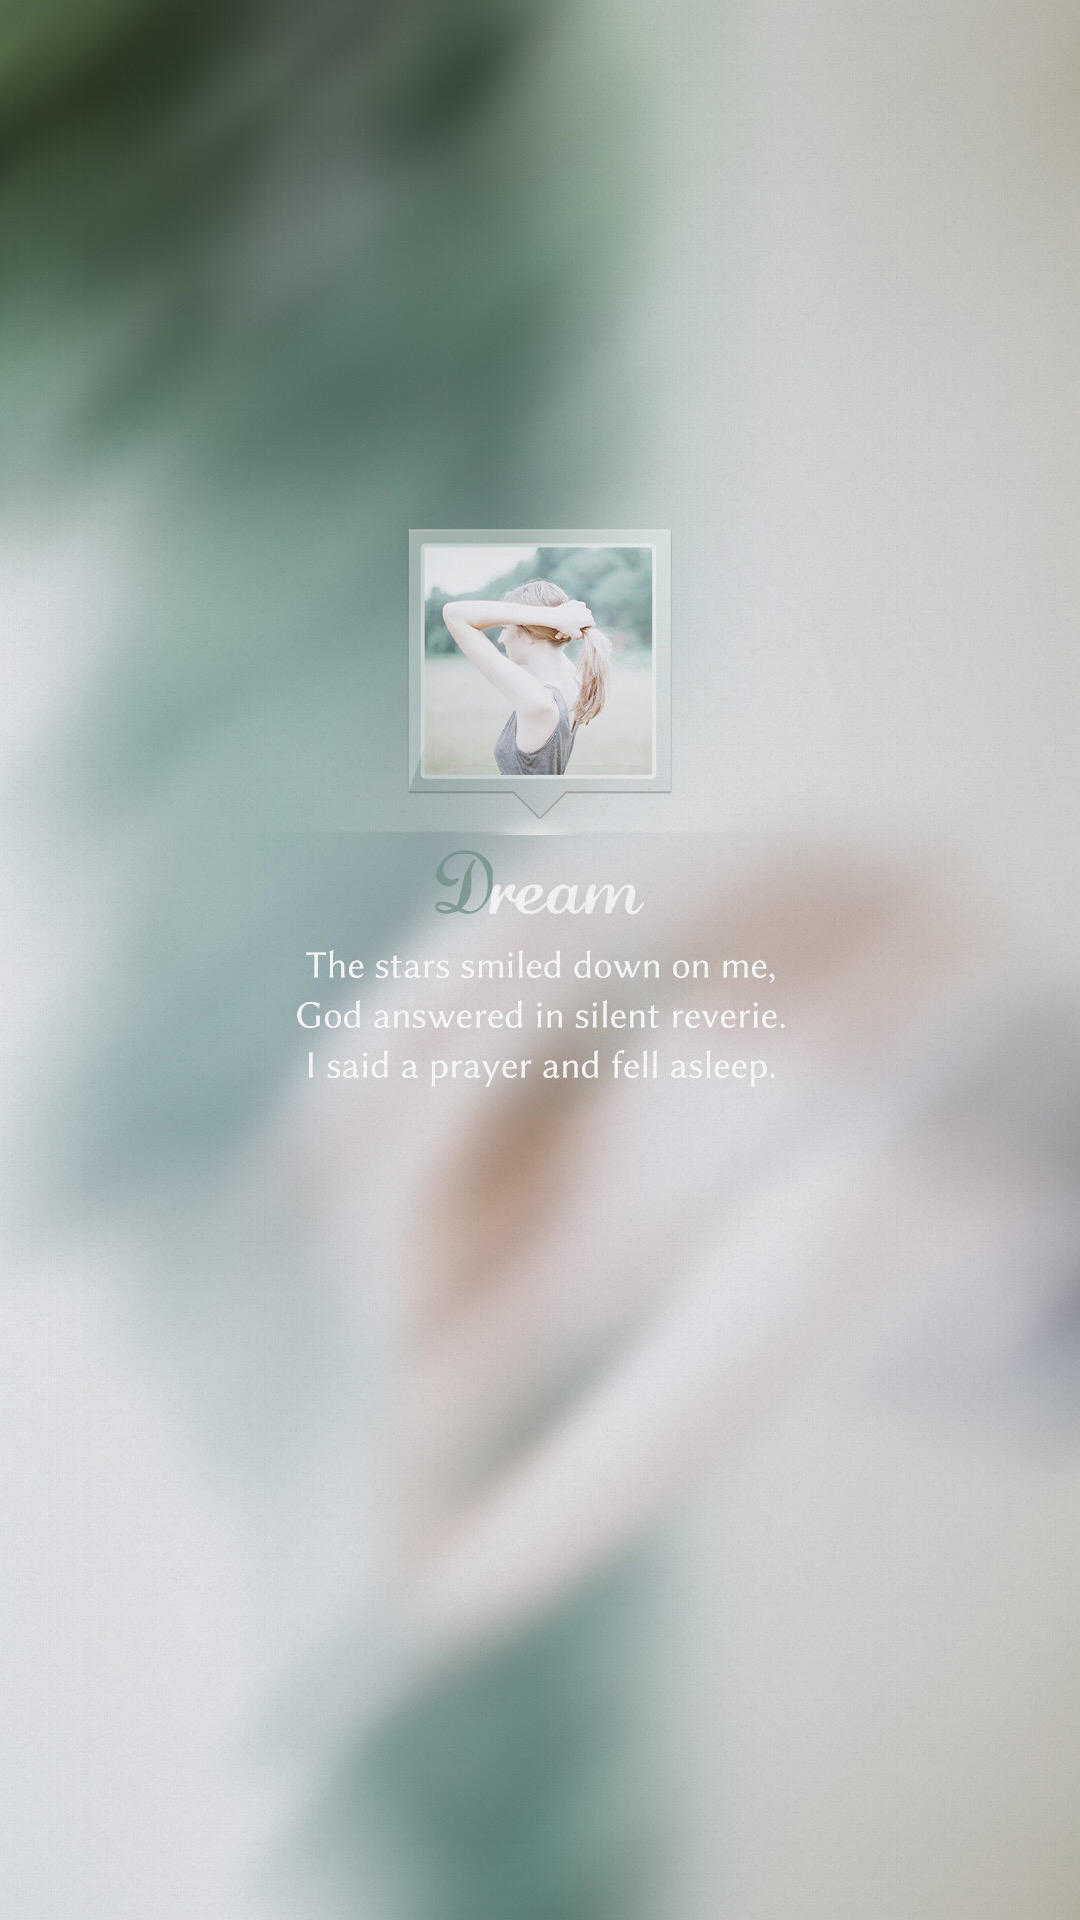 Dream
The stars smiled down on me,
God answered in silent reverie.
I said a prayer and fell asleep.